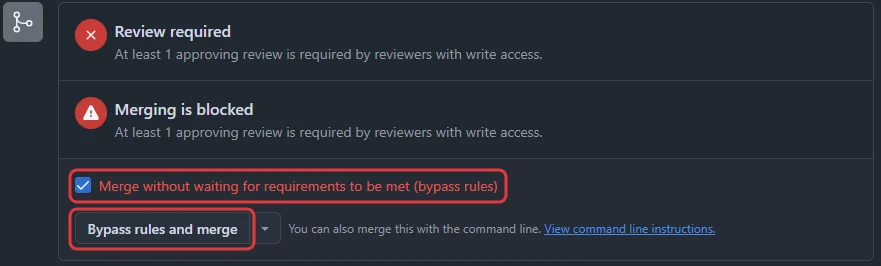 Review required
At least 1 approving review is required by reviewers with write access.
Merging is blocked
At least 1 approving review is required by reviewers with write access.
Merge without waiting for requirements to be met (bypass rules)
Bypass rules and merge
You can also merge this with the command line. View command line instructions.